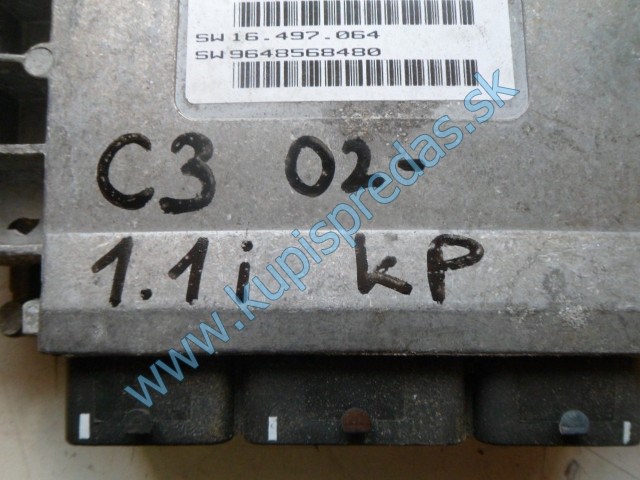 SW 16.497.064
SW 9648568480
C3 02-
1.1i KP
www.kupispredas.sk